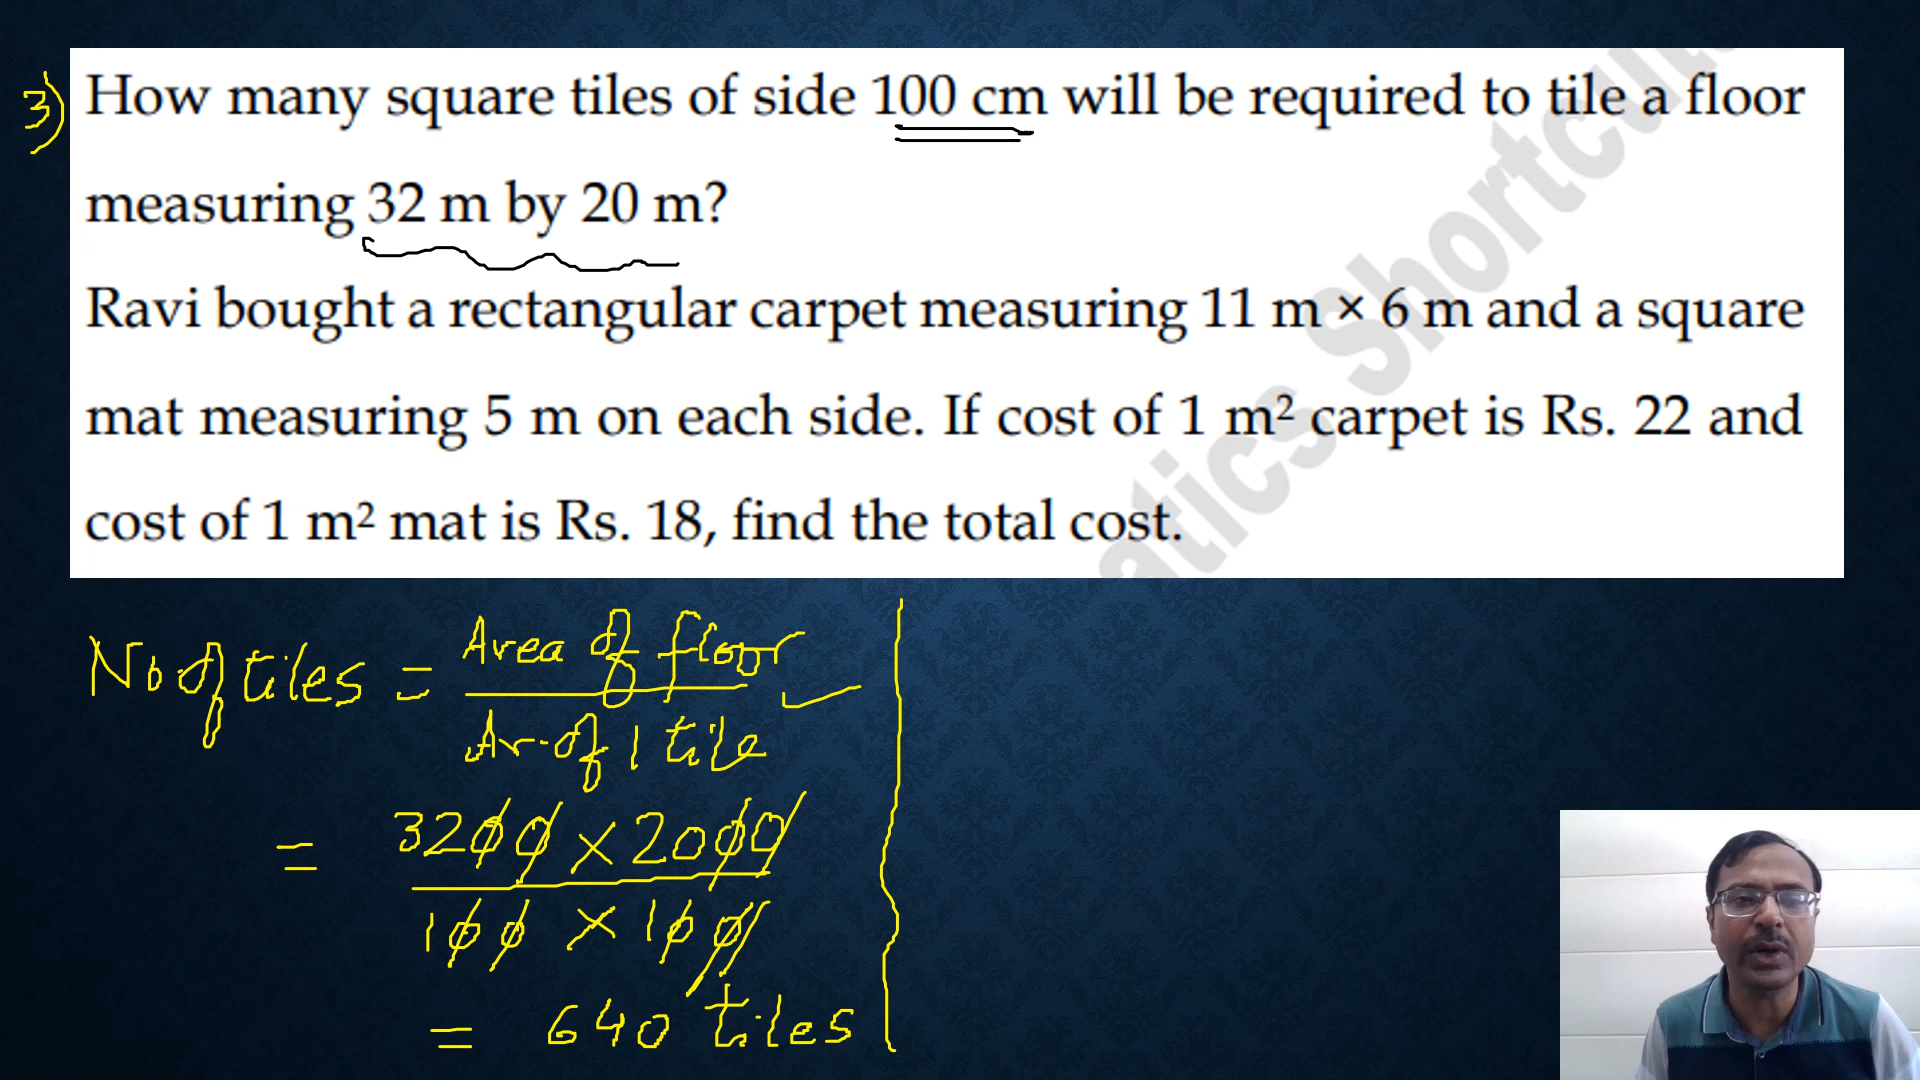 3)
How many square tiles of side 100 cm will be required to tile a floor
measuring 32 m by 20 m?
Ravi bought a rectangular carpet measuring 11 m × 6 m and a square
mat measuring 5 m on each side. If cost of 1 m² carpet is Rs. 22 and
cost of 1 m² mat is Rs. 18, find the total cost.
atics Shortcut
No of tiles = Area of floor
Ar. of 1 tile
= 3200 × 2000
100 × 100
= 640 tiles